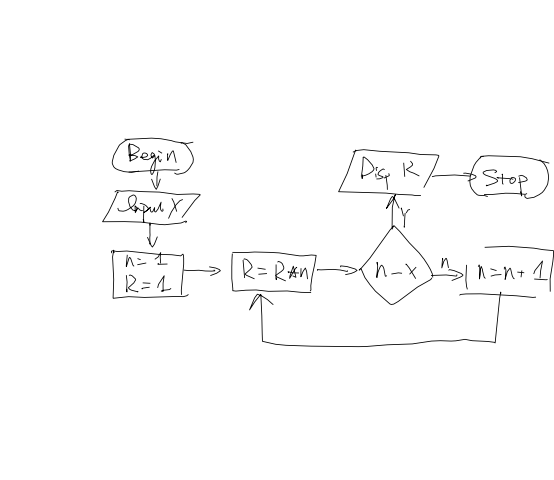 Begin
Input X
n=1
R=1
R=R*n
n-x
Y
Disp R
Stop
n
n=n+1